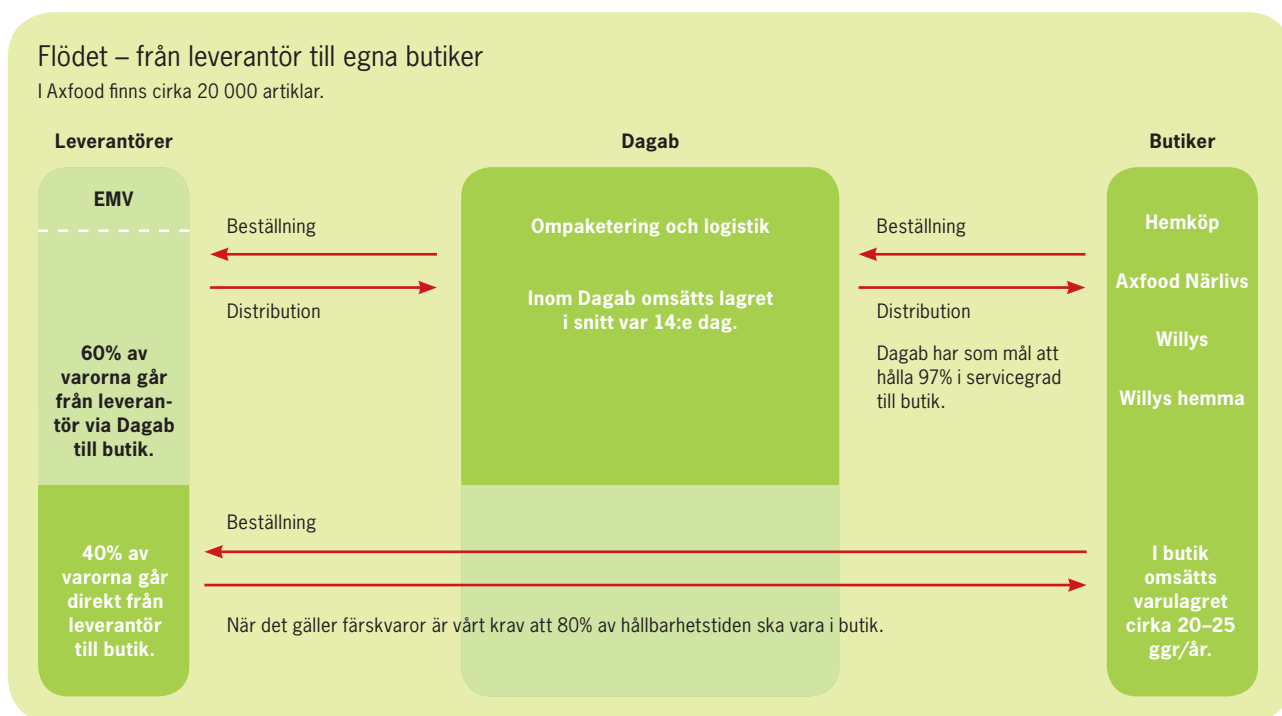 Flödet – från leverantör till egna butiker
I Axfood finns cirka 20 000 artiklar.
Leverantörer
Dagab
Butiker
EMV
60% av
varorna går
från leveran-
tör via Dagab
till butik.
40% av
varorna går
direkt från
leverantör
till butik.
Beställning
Distribution
Ompaketering och logistik
Inom Dagab omsätts lagret
i snitt var 14:e dag.
Beställning
Distribution
Dagab har som mål att
hålla 97% i servicegrad
till butik.
Hemköp
Axfood Närlivs
Willys
Willys hemma
Beställning
När det gäller färskvaror är vårt krav att 80% av hållbarhetstiden ska vara i butik.
I butik
omsätts
varulagret
cirka 20–25
ggr/år.